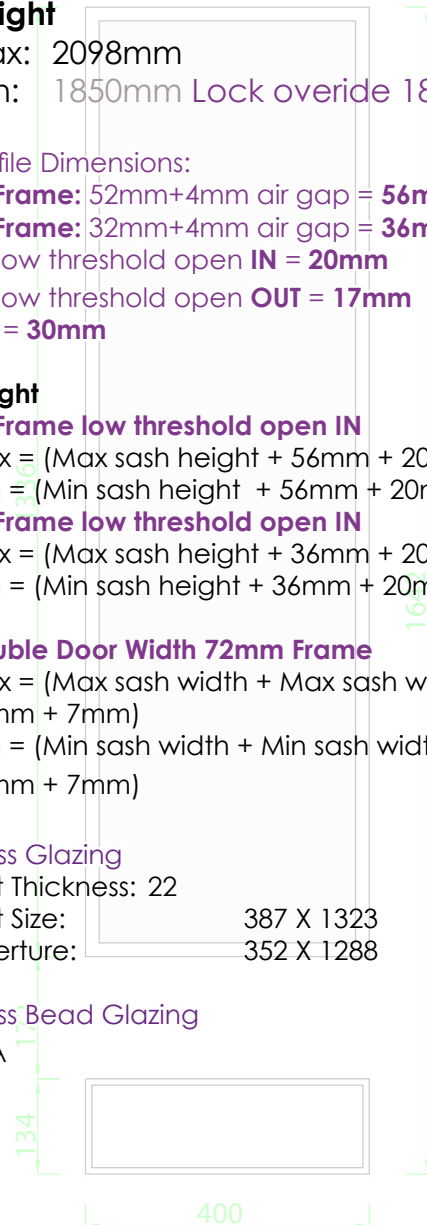 ight
ax: 2098mm
n: 1850mm Lock overide 18
file Dimensions:
Frame: 52mm+4mm air gap = 56m
Frame: 32mm+4mm air gap = 36m
ow threshold open IN = 20mm
ow threshold open OUT = 17mm
= 30mm
ght
Frame low threshold open IN
x = (Max sash height + 56mm + 20
= (Min sash height + 56mm + 20m
Frame low threshold open IN
x = (Max sash height + 36mm + 20
= (Min sash height + 36mm + 20m
1336
1642
uble Door Width 72mm Frame
x = (Max sash width + Max sash w
mm + 7mm)
= (Min sash width + Min sash widt
mm + 7mm)
ss Glazing
t Thickness: 22
t Size: 387 X 1323
erture: 352 X 1288
ss Bead Glazing
A
134
400